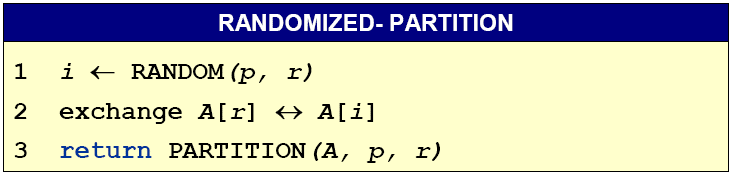 RANDOMIZED- PARTITION
1 i ← RANDOM(p, r)
2 exchange A[r] ↔ A[i]
3 return PARTITION(A, p, r)